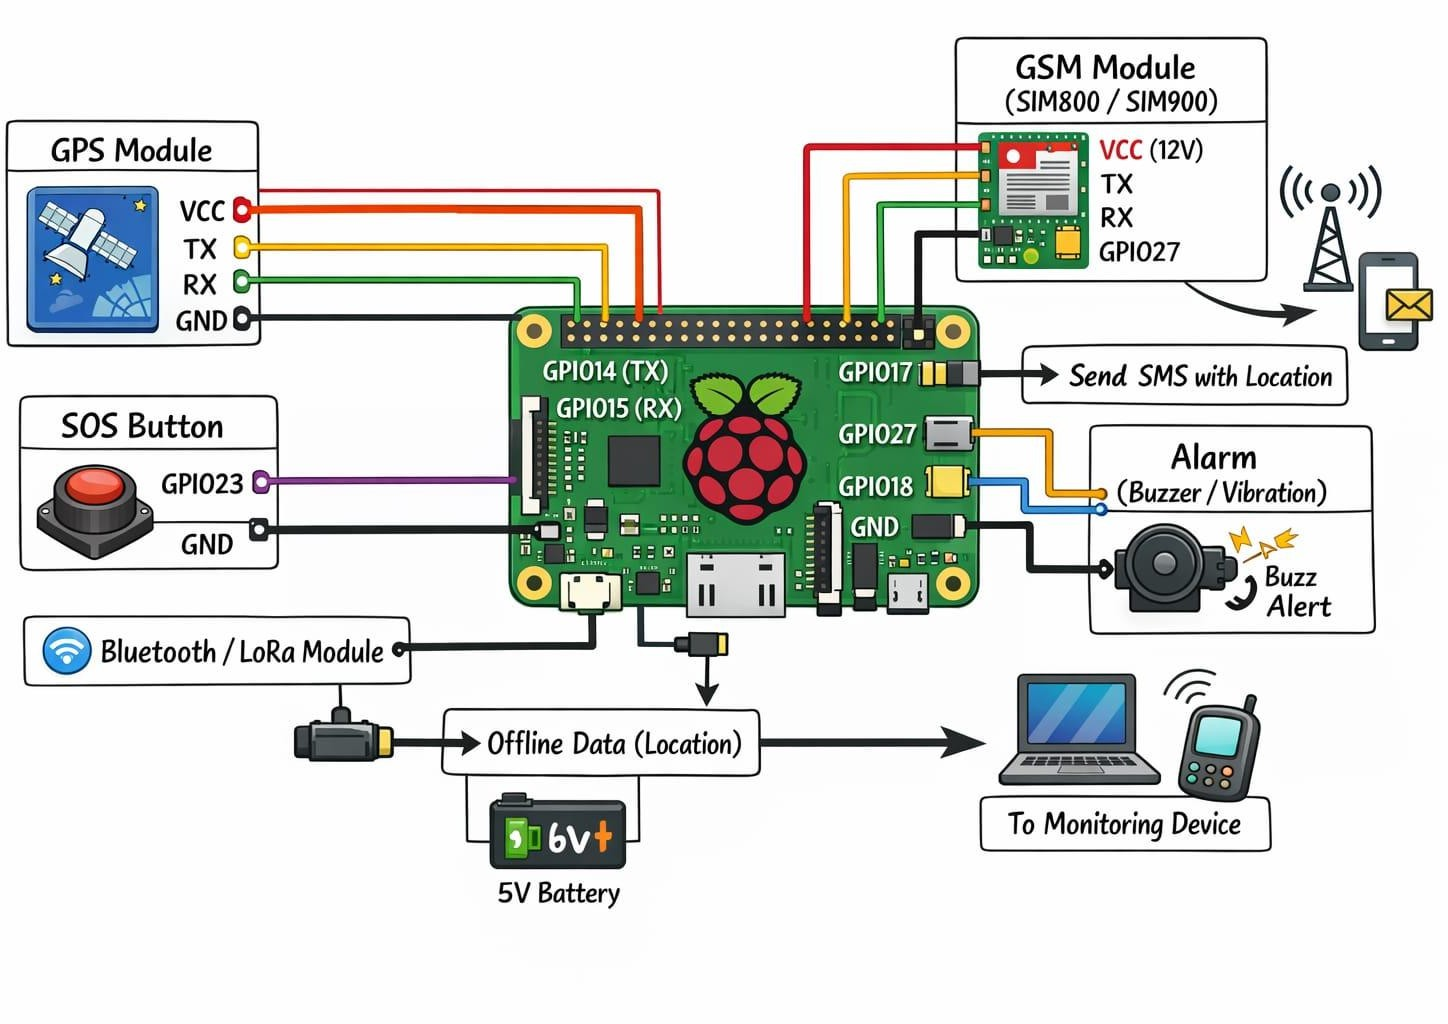 GSM Module
(SIM800 / SIM900)
VCC (12V)
TX
RX
GPIO27
GPS Module
VCC
TX
RX
GND
GPIO14 (TX)
GPIO15 (RX)
GPIO17
GPIO27
GPIO18
GND
Send SMS with Location
SOS Button
GPIO23
GND
Alarm
(Buzzer / Vibration)
Buzz
Alert
Bluetooth / LoRa Module
Offline Data (Location)
6V+
5V Battery
To Monitoring Device